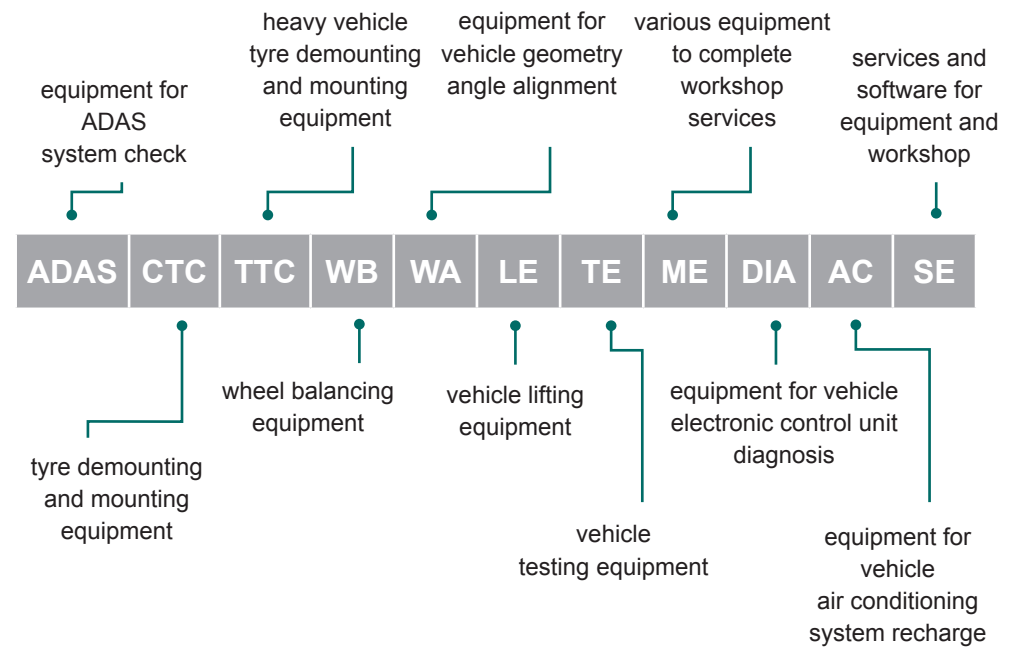 equipment for
ADAS
system check
heavy vehicle
tyre demounting
and mounting
equipment
equipment for
vehicle geometry
angle alignment
various equipment
to complete
workshop
services
services and
software for
equipment and
workshop
ADAS CTC TTC WB WA LE TE ME DIA AC SE
tyre demounting
and mounting
equipment
wheel balancing
equipment
vehicle lifting
equipment
vehicle
testing equipment
equipment for vehicle
electronic control unit
diagnosis
equipment for
vehicle
air conditioning
system recharge